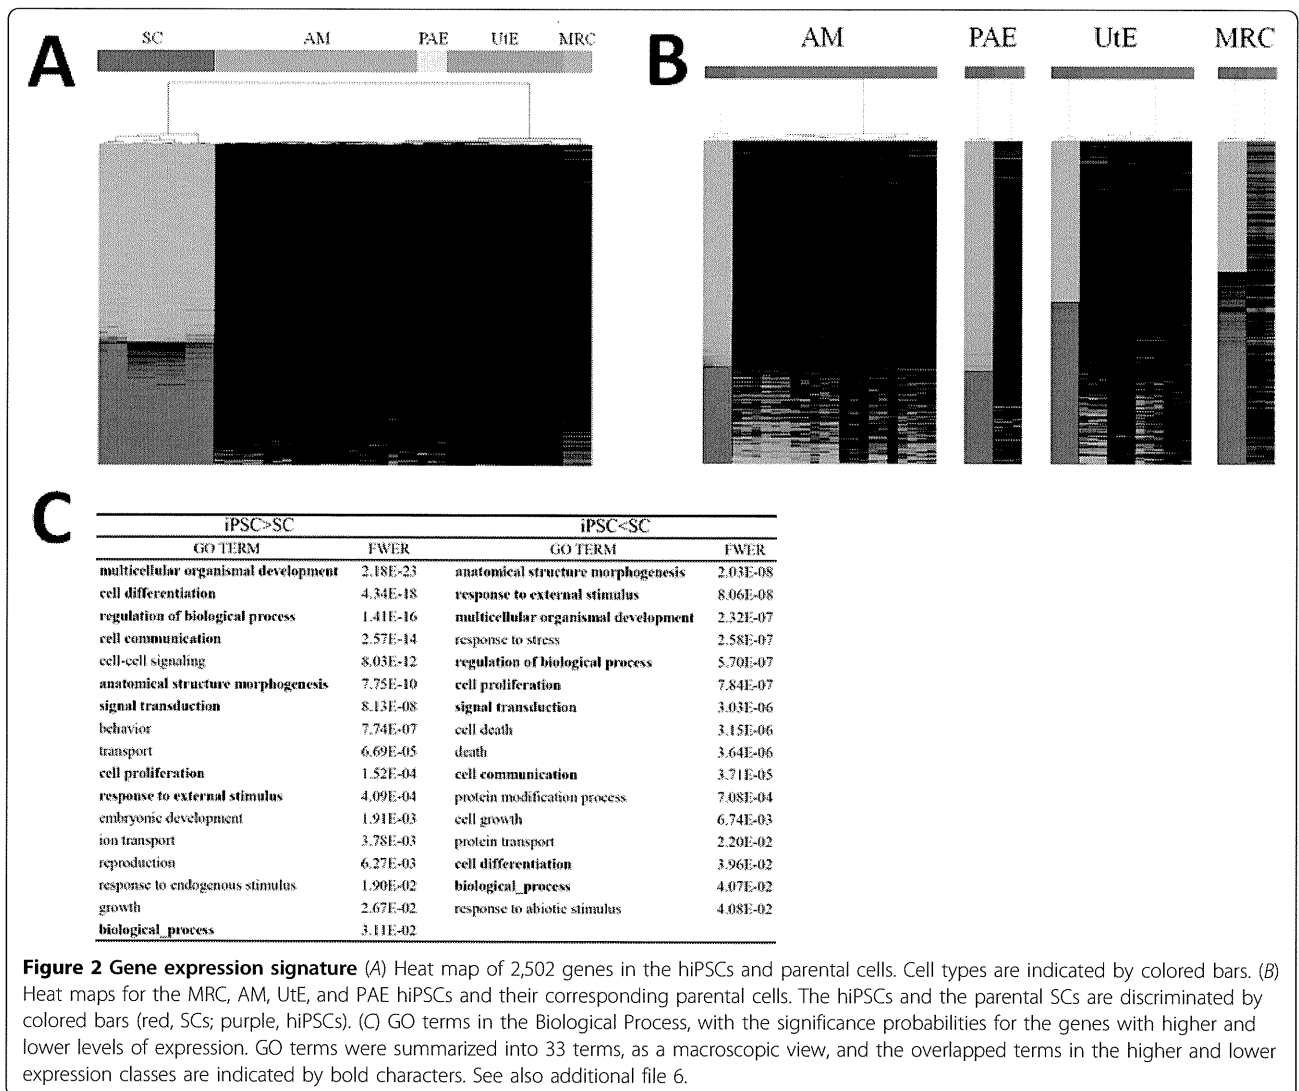 A
SC AM PAE UtE MRC
B
AM PAE UtE MRC
C
iPSC>SC iPSC<SC
GO TERM FWER GO TERM FWER
multicellular organismal development 2.18E-23 anatomical structure morphogenesis 2.03E-08
cell differentiation 4.34E-18 response to external stimulus 8.06E-08
regulation of biological process 1.41E-16 multicellular organismal development 2.32E-07
cell communication 2.57E-14 response to stress 2.58E-07
cell-cell signaling 8.03E-12 regulation of biological process 5.70E-07
anatomical structure morphogenesis 7.75E-10 cell proliferation 7.84E-07
signal transduction 8.13E-08 signal transduction 3.03E-06
behavior 7.74E-07 cell death 3.15E-06
transport 6.69E-05 death 3.64E-06
cell proliferation 1.52E-04 cell communication 3.71E-05
response to external stimulus 4.09E-04 protein modification process 7.08E-04
embryonic development 1.91E-03 cell growth 6.74E-03
ion transport 3.78E-03 protein transport 2.20E-02
reproduction 6.27E-03 cell differentiation 3.96E-02
response to endogenous stimulus 1.90E-02 biological_process 4.07E-02
growth 2.67E-02 response to abiotic stimulus 4.08E-02
biological_process 3.11E-02
Figure 2 Gene expression signature (A) Heat map of 2,502 genes in the hiPSCs and parental cells. Cell types are indicated by colored bars. (B)
Heat maps for the MRC, AM, UtE, and PAE hiPSCs and their corresponding parental cells. The hiPSCs and the parental SCs are discriminated by
colored bars (red, SCs; purple, hiPSCs). (C) GO terms in the Biological Process, with the significance probabilities for the genes with higher and
lower levels of expression. GO terms were summarized into 33 terms, as a macroscopic view, and the overlapped terms in the higher and lower
expression classes are indicated by bold characters. See also additional file 6.